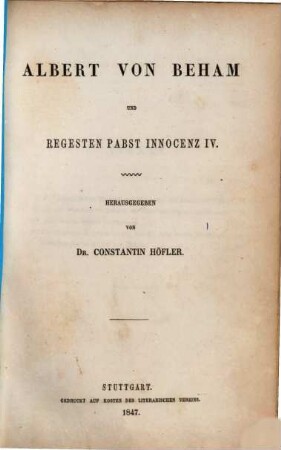 ALBERT VON BEHAM
UND
REGESTEN PABST INNOCENZ IV.
HERAUSGEGEBEN
VON
DR. CONSTANTIN HÖFLER.
STUTTGART.
GEDRUCKT AUF KOSTEN DES LITERARISCHEN VEREINS.
1847.